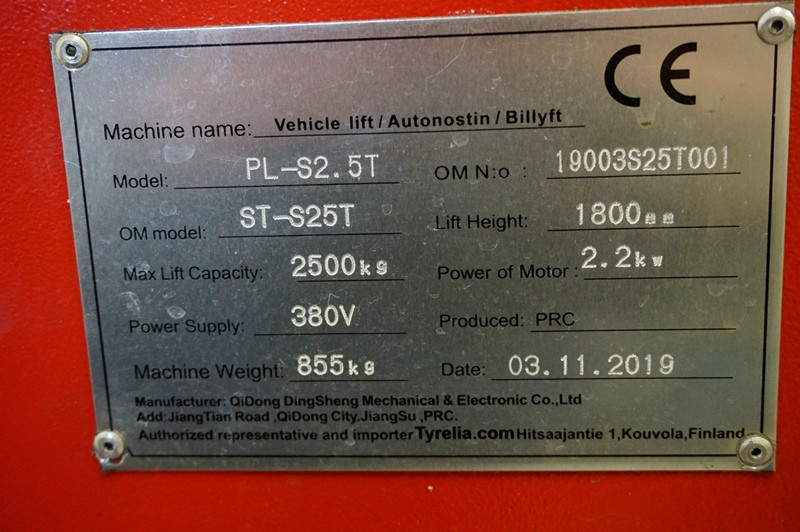 CE
Machine name: Vehicle lift / Autonostin / Billyft
Model: PL-S2.5T OM N:o : 19003S25T001
OM model: ST-S25T Lift Height: 1800mm
Max Lift Capacity: 2500kg Power of Motor : 2.2kw
Power Supply: 380V Produced: PRC
Machine Weight: 855kg Date: 03.11.2019
Manufacturer: QiDong DingSheng Mechanical & Electronic Co.,Ltd
Add:JiangTian Road ,QiDong City.JiangSu ,PRC.
Authorized representative and importer Tyrelia.com Hitsaajantie 1,Kouvola,Finland